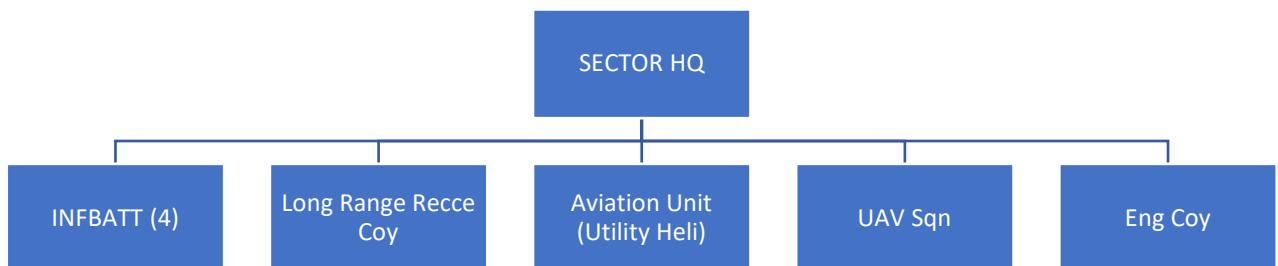 SECTOR HQ
INFBATT (4)
Long Range Recce
Coy
Aviation Unit
(Utility Heli)
UAV Sqn
Eng Coy